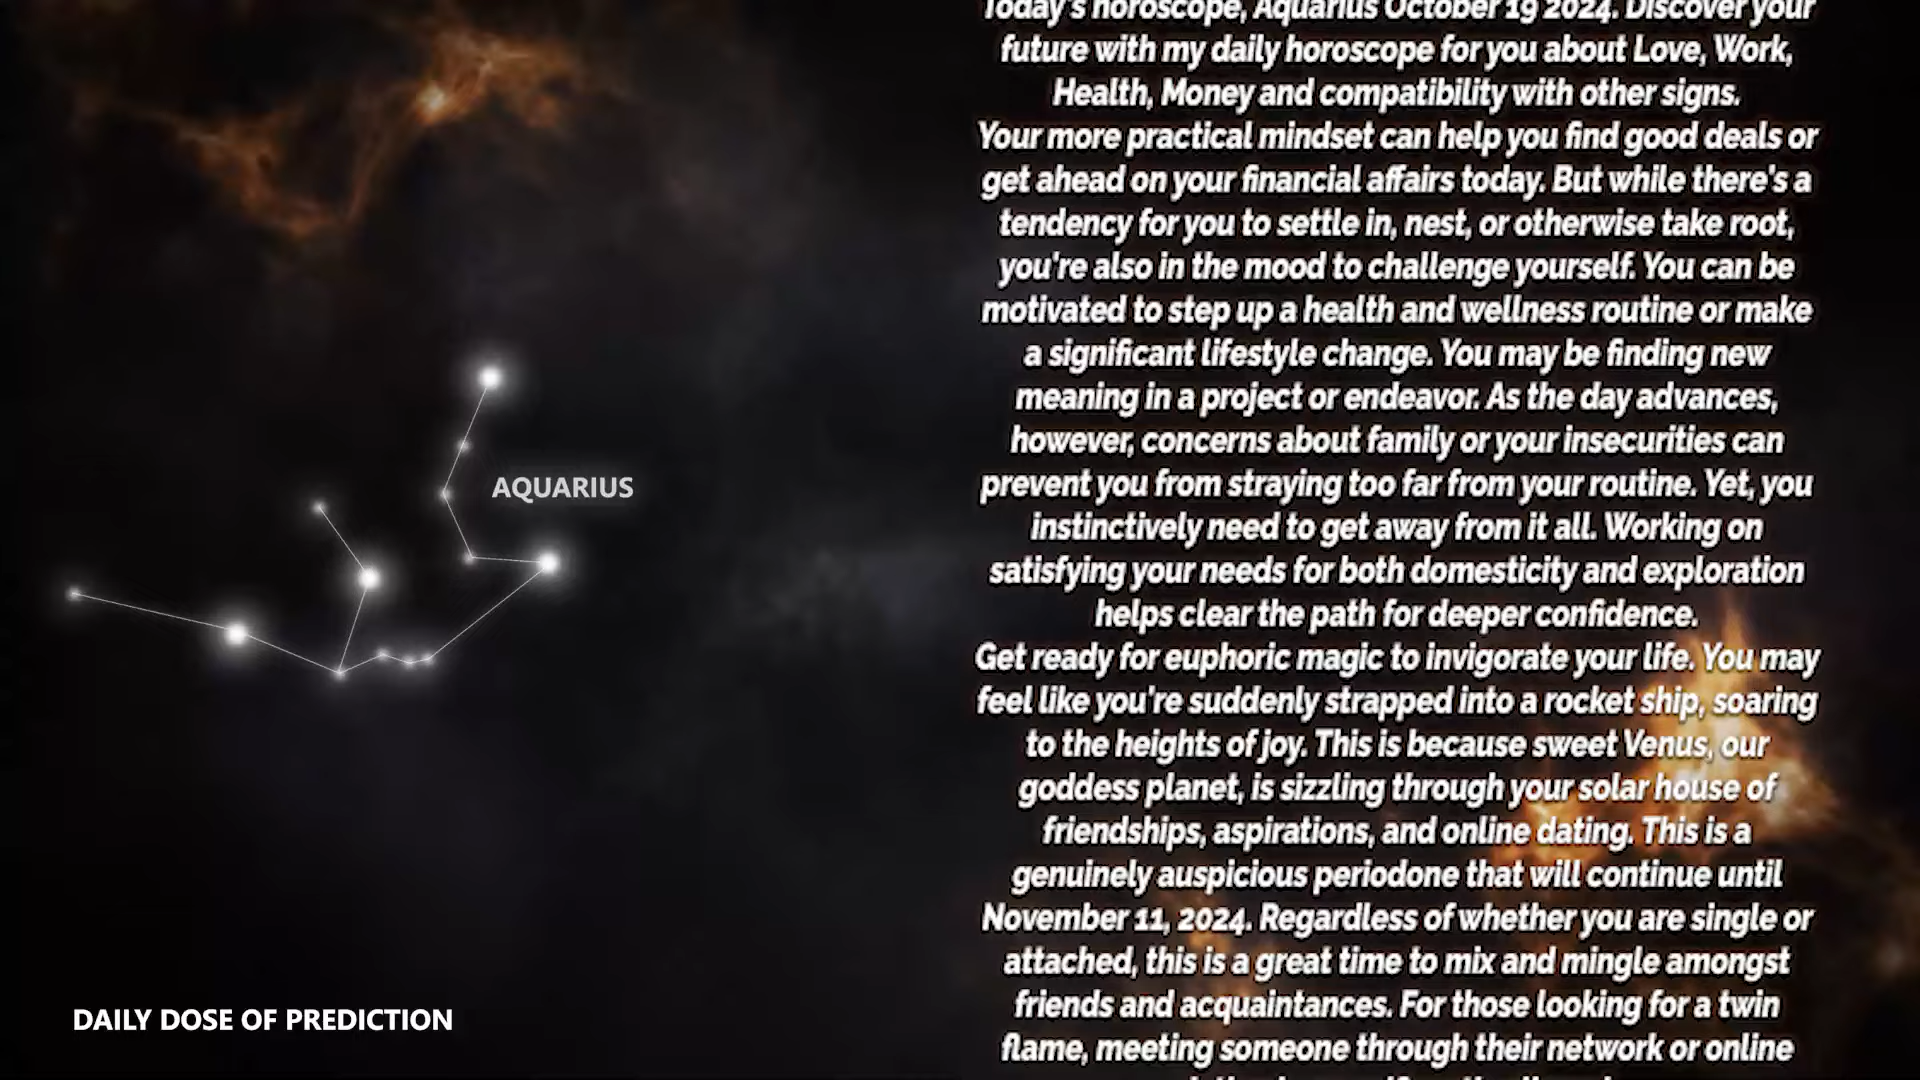 AQUARIUS
DAILY DOSE OF PREDICTION
Today's horoscope, Aquarius October 19 2024. Discover your
future with my daily horoscope for you about Love, Work,
Health, Money and compatibility with other signs.
Your more practical mindset can help you find good deals or
get ahead on your financial affairs today. But while there's a
tendency for you to settle in, nest, or otherwise take root,
you're also in the mood to challenge yourself. You can be
motivated to step up a health and wellness routine or make
a significant lifestyle change. You may be finding new
meaning in a project or endeavor. As the day advances,
however, concerns about family or your insecurities can
prevent you from straying too far from your routine. Yet, you
instinctively need to get away from it all. Working on
satisfying your needs for both domesticity and exploration
helps clear the path for deeper confidence.
Get ready for euphoric magic to invigorate your life. You may
feel like you're suddenly strapped into a rocket ship, soaring
to the heights of joy. This is because sweet Venus, our
goddess planet, is sizzling through your solar house of
friendships, aspirations, and online dating. This is a
genuinely auspicious periodone that will continue until
November 11, 2024. Regardless of whether you are single or
attached, this is a great time to mix and mingle amongst
friends and acquaintances. For those looking for a twin
flame, meeting someone through their network or online